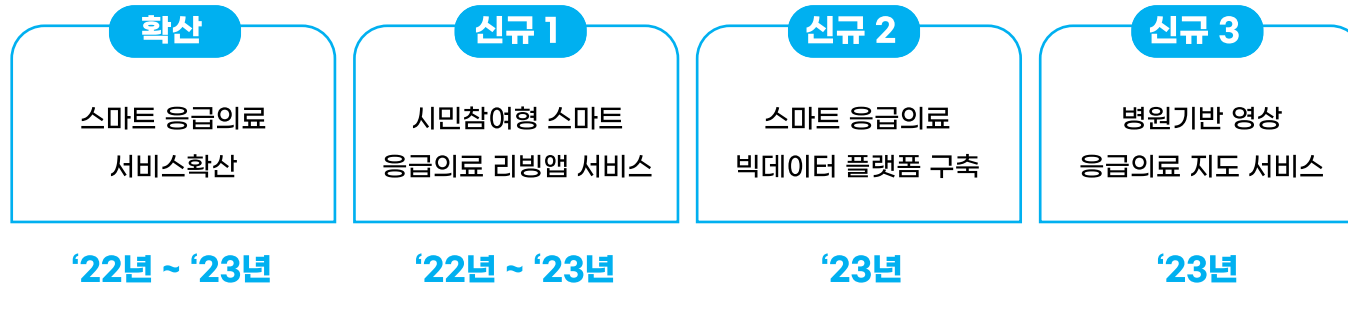 확산
스마트 응급의료
서비스확산
‘22년 ~ ‘23년
신규 1
시민참여형 스마트
응급의료 리빙앱 서비스
‘22년 ~ ‘23년
신규 2
스마트 응급의료
빅데이터 플랫폼 구축
‘23년
신규 3
병원기반 영상
응급의료 지도 서비스
‘23년